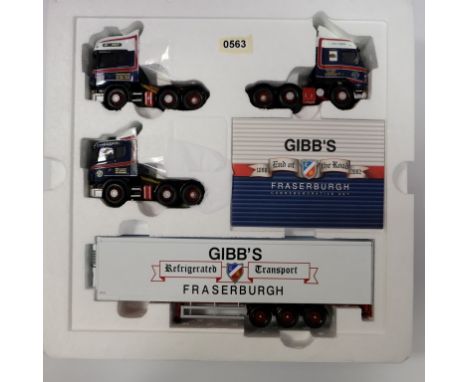 0563
GIBB'S
End of the Road
FRASERBURGH
GIBB'S
Refrigerated Transport
FRASERBURGH